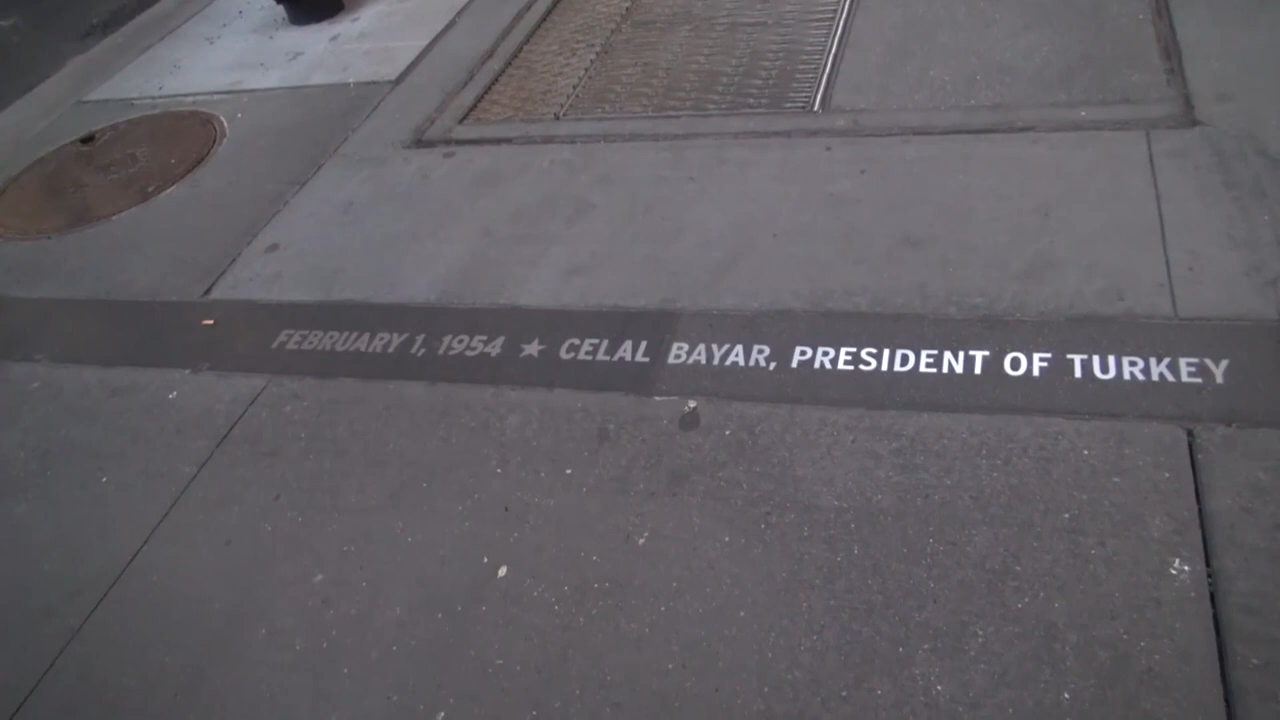 FEBRUARY 1, 1954 ★ CELAL BAYAR, PRESIDENT OF TURKEY